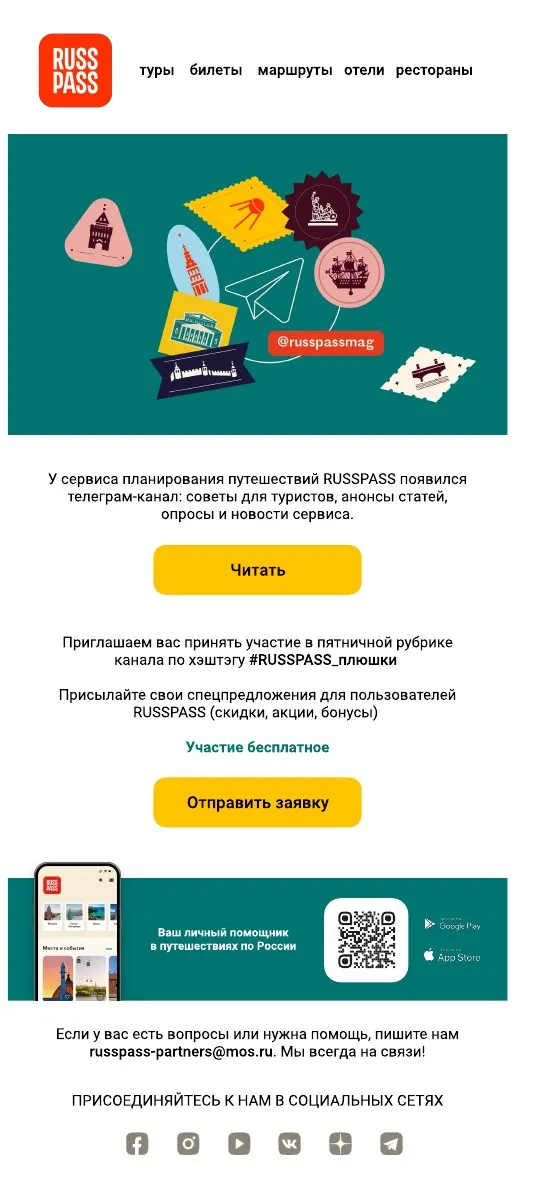 RUSS
PASS
туры билеты маршруты отели рестораны
@russpassmag
У сервиса планирования путешествий RUSSPASS появился
телеграм-канал: советы для туристов, анонсы статей,
опросы и новости сервиса.
Читать
Приглашаем вас принять участие в пятничной рубрике
канала по хэштэгу #RUSSPASS_плюшки
Присылайте свои спецпредложения для пользователей
RUSSPASS (скидки, акции, бонусы)
Участие бесплатное
Отправить заявку
RUSS
PASS
Места и события
Ваш личный помощник
в путешествиях по России
Google Play
App Store
Если у вас есть вопросы или нужна помощь, пишите нам
russpass-partners@mos.ru. Мы всегда на связи!
ПРИСОЕДИНЯЙТЕСЬ К НАМ В СОЦИАЛЬНЫХ СЕТЯХ